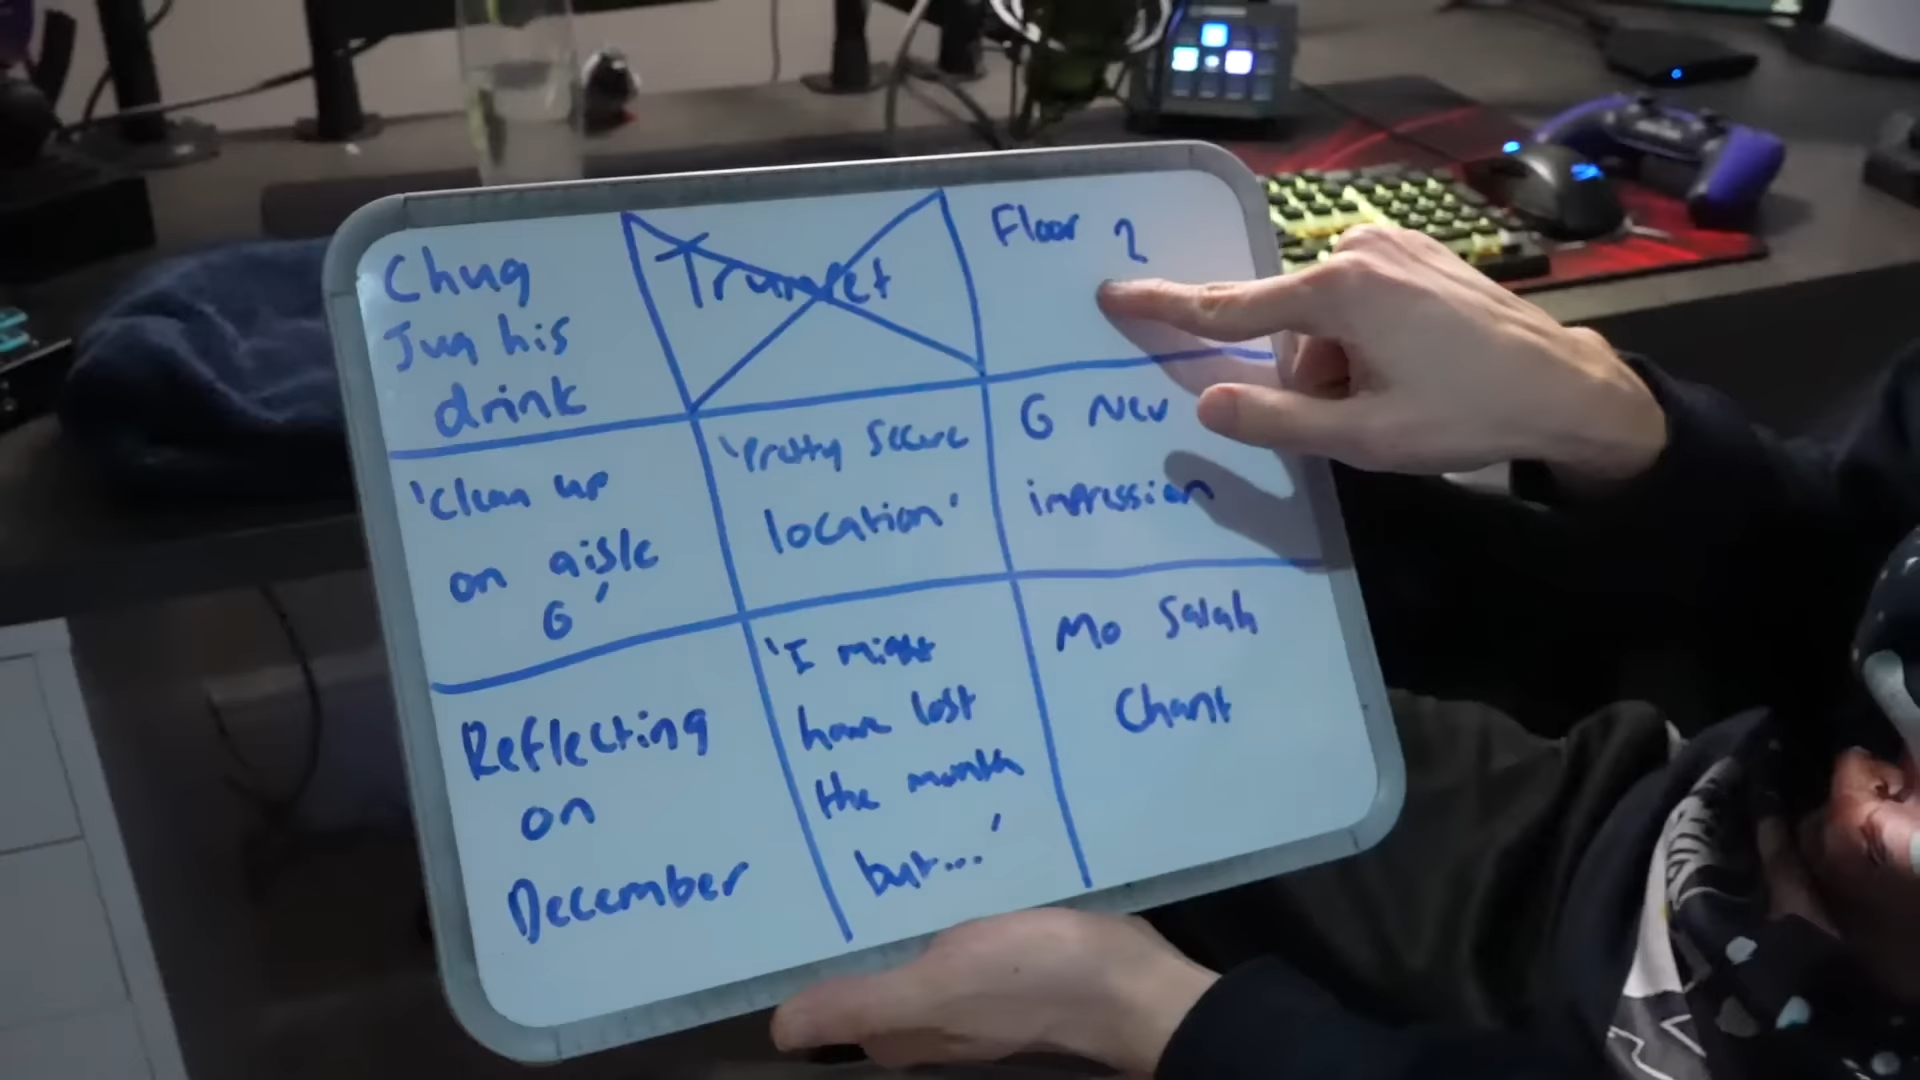 Chug
Jug his
drink
Trumpet
Floor 2
'Clean up
on aisle
G'
'Pretty Secure
location'
G Nev
impression
Reflecting
on
December
'I might
have lost
the month
but...'
Mo Salah
Chant